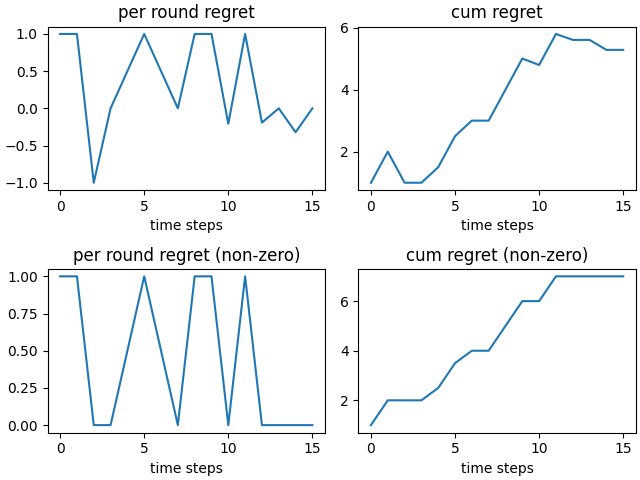 per round regret
1.0
0.5
0.0
−0.5
−1.0
0 5 10 15
time steps
cum regret
6
4
2
0 5 10 15
time steps
per round regret (non-zero)
1.00
0.75
0.50
0.25
0.00
0 5 10 15
time steps
cum regret (non-zero)
6
4
2
0 5 10 15
time steps